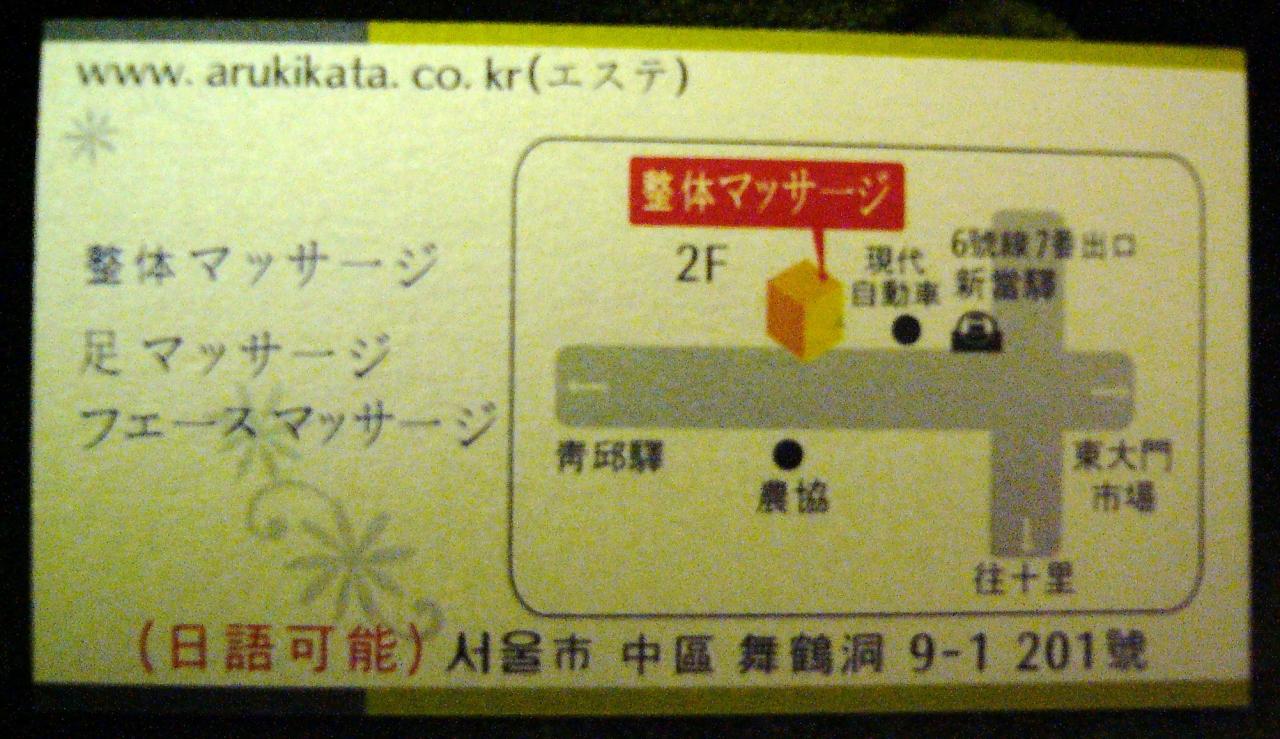 www. arukikata. co. kr(エステ)
整体マッサージ
足 マッサージ
フエースマッサージ
整体マッサージ
2F
現代
自動車
6號線7番出口
新當驛
靑邱驛
農協
東大門
市場
往十里
(日語可能) 서울市 中區 舞鶴洞 9-1 201號